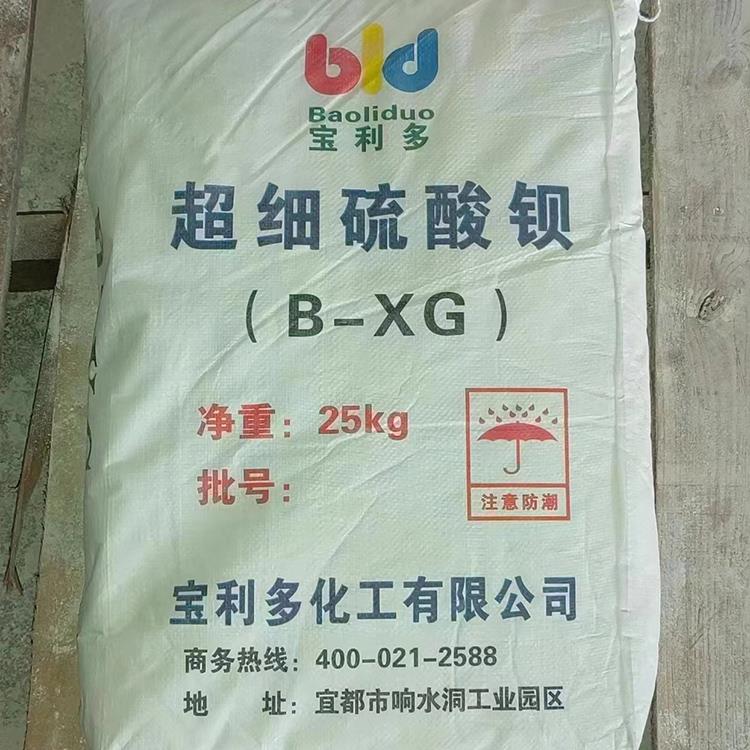 bld
Baoliduo
宝利多
超细硫酸钡
(B-XG)
净重: 25kg
批号:
注意防潮
宝利多化工有限公司
商务热线: 400-021-2588
地 址: 宜都市响水洞工业园区